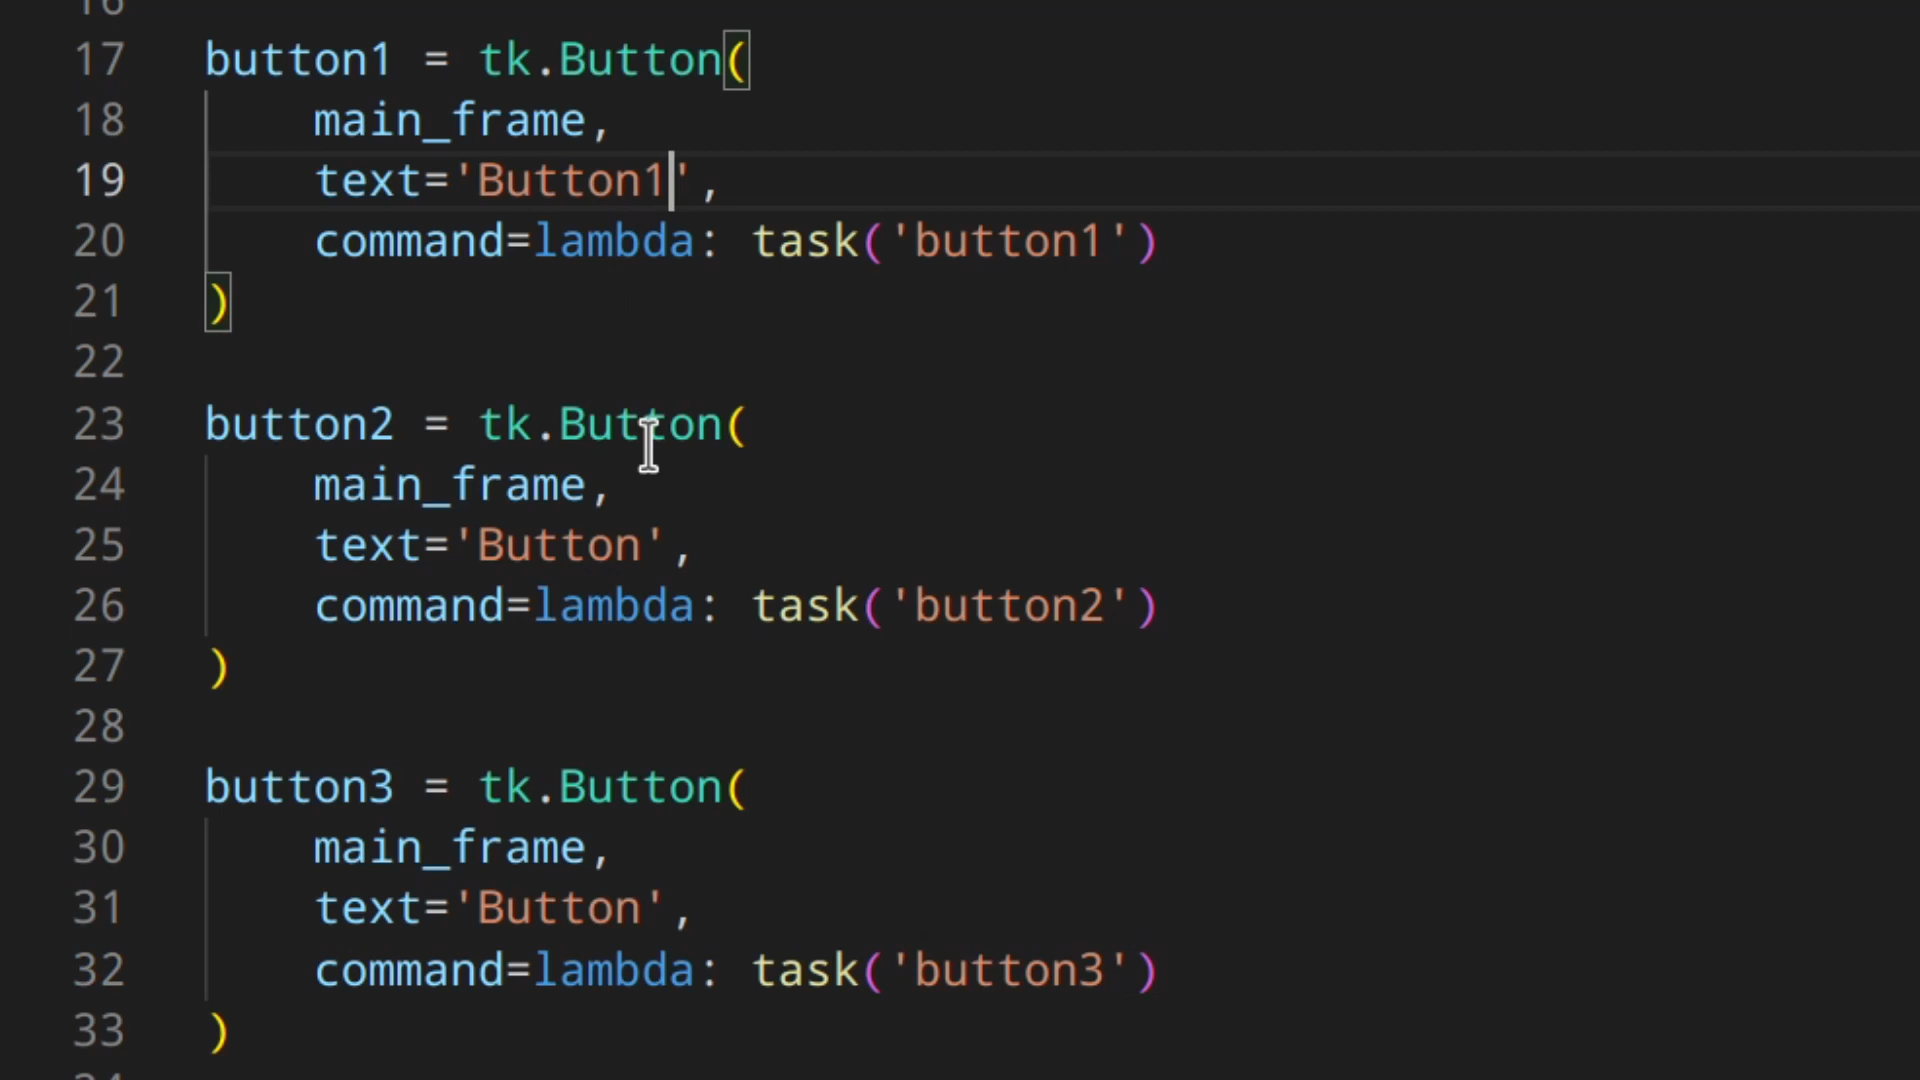 16
17 button1 = tk.Button(
18     main_frame,
19     text='Button1',
20     command=lambda: task('button1')
21 )
22
23 button2 = tk.Button(
24     main_frame,
25     text='Button',
26     command=lambda: task('button2')
27 )
28
29 button3 = tk.Button(
30     main_frame,
31     text='Button',
32     command=lambda: task('button3')
33 )
34